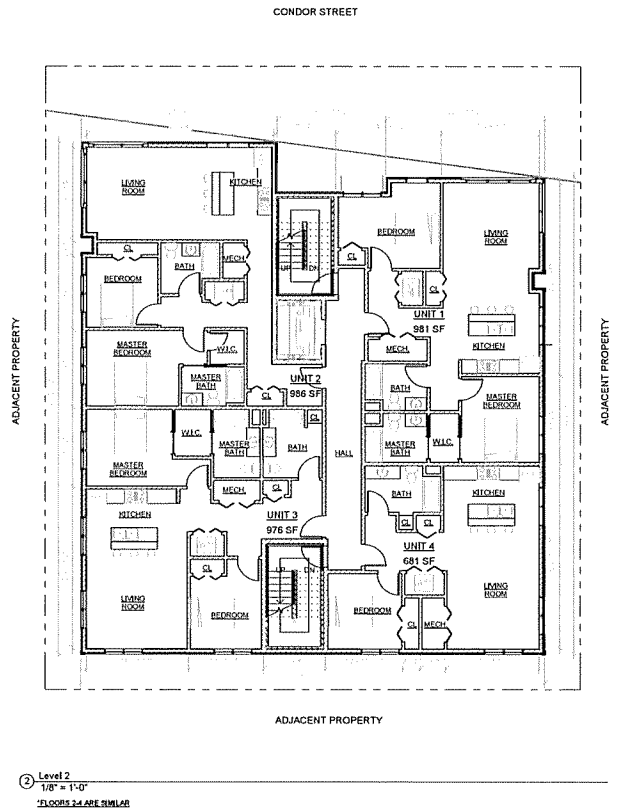 CONDOR STREET
LIVING
ROOM
KITCHEN
BEDROOM
LIVING
ROOM
UP
DN
CL
BATH
MECH.
CL
CL
BEDROOM
UNIT 1
981 SF
ADJACENT PROPERTY
ADJACENT PROPERTY
MASTER
BEDROOM
W.I.C.
MECH.
KITCHEN
MASTER
BATH
UNIT 2
986 SF
CL
BATH
MASTER
BEDROOM
CL
W.I.C.
MASTER
BATH
BATH
HALL
MASTER
BATH
W.I.C.
MASTER
BEDROOM
MECH.
CL
BATH
KITCHEN
KITCHEN
UNIT 3
976 SF
CL
CL
UNIT 4
681 SF
CL
UP
DN
LIVING
ROOM
BEDROOM
BEDROOM
CL
MECH.
LIVING
ROOM
ADJACENT PROPERTY
2
Level 2
1/8" = 1'-0"
*FLOORS 2-4 ARE SIMILAR